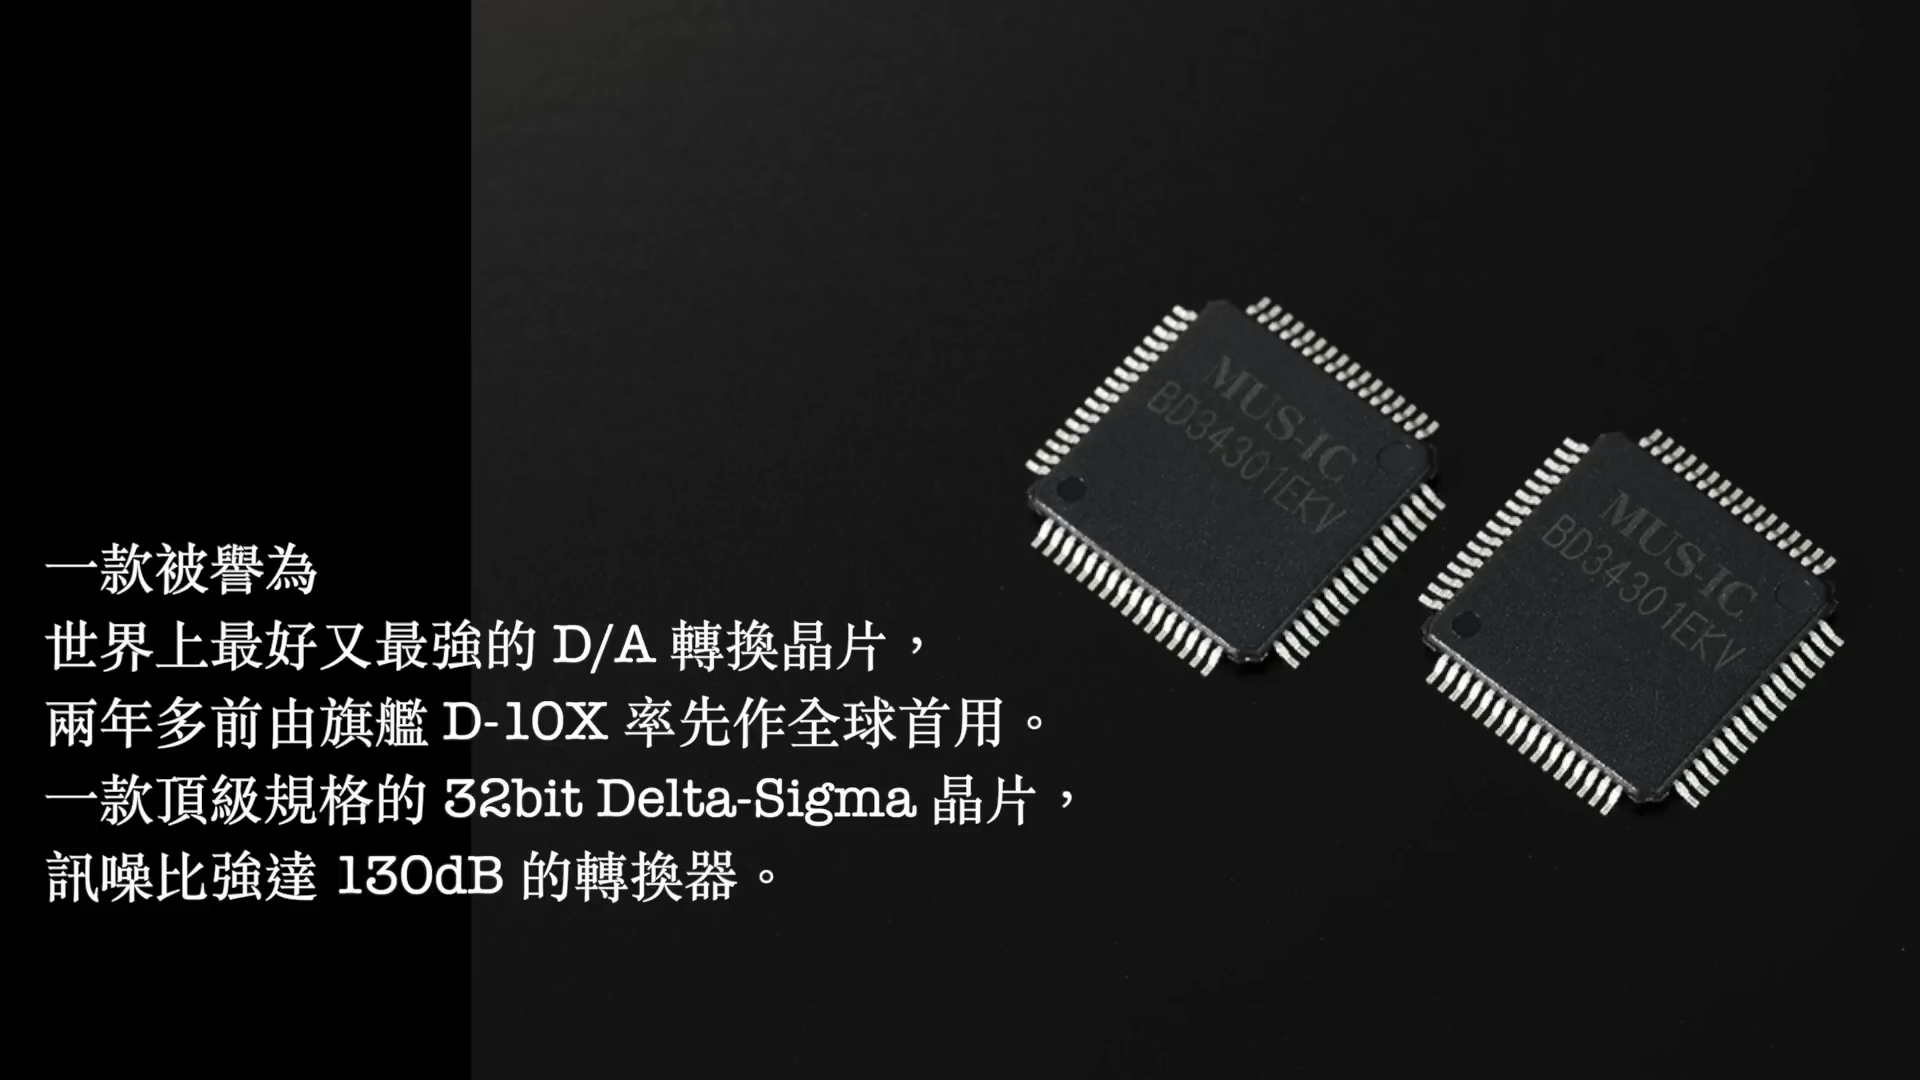 一款被譽為
世界上最好又最強的 D/A 轉換晶片，
兩年多前由旗艦 D-10X 率先作全球首用。
一款頂級規格的 32bit Delta-Sigma 晶片，
訊噪比強達 130dB 的轉換器。
MUS-IC
BD34301EKV
MUS-IC
BD34301EKV